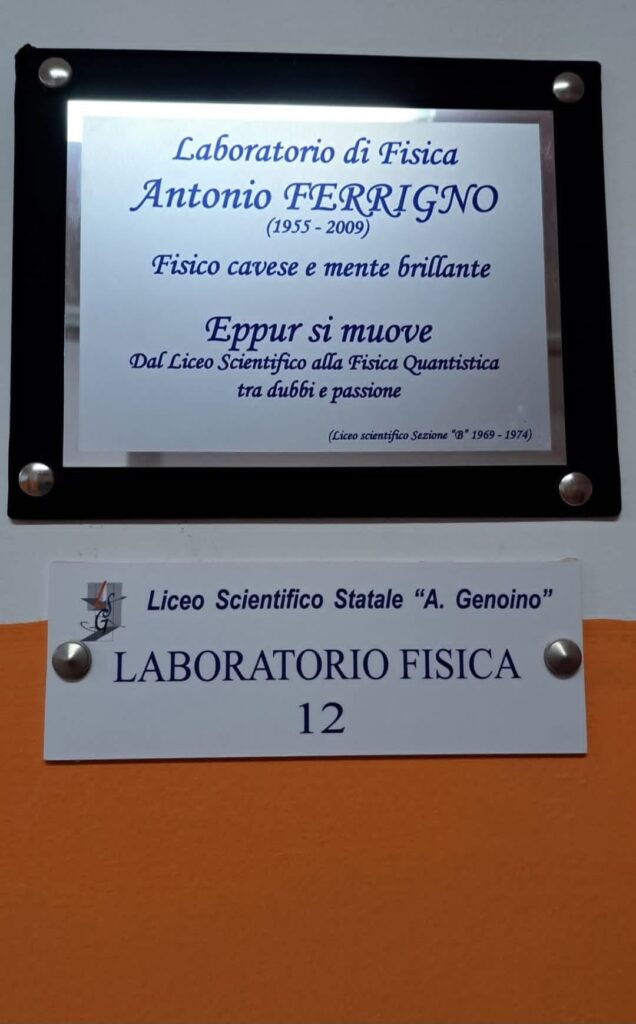 Laboratorio di Fisica
Antonio FERRIGNO
(1955 - 2009)
Fisico cavese e mente brillante
Eppur si muove
Dal Liceo Scientifico alla Fisica Quantistica
tra dubbi e passione
(Liceo scientifico Sezione "B" 1969 - 1974)
Liceo Scientifico Statale "A. Genoino"
LABORATORIO FISICA
12